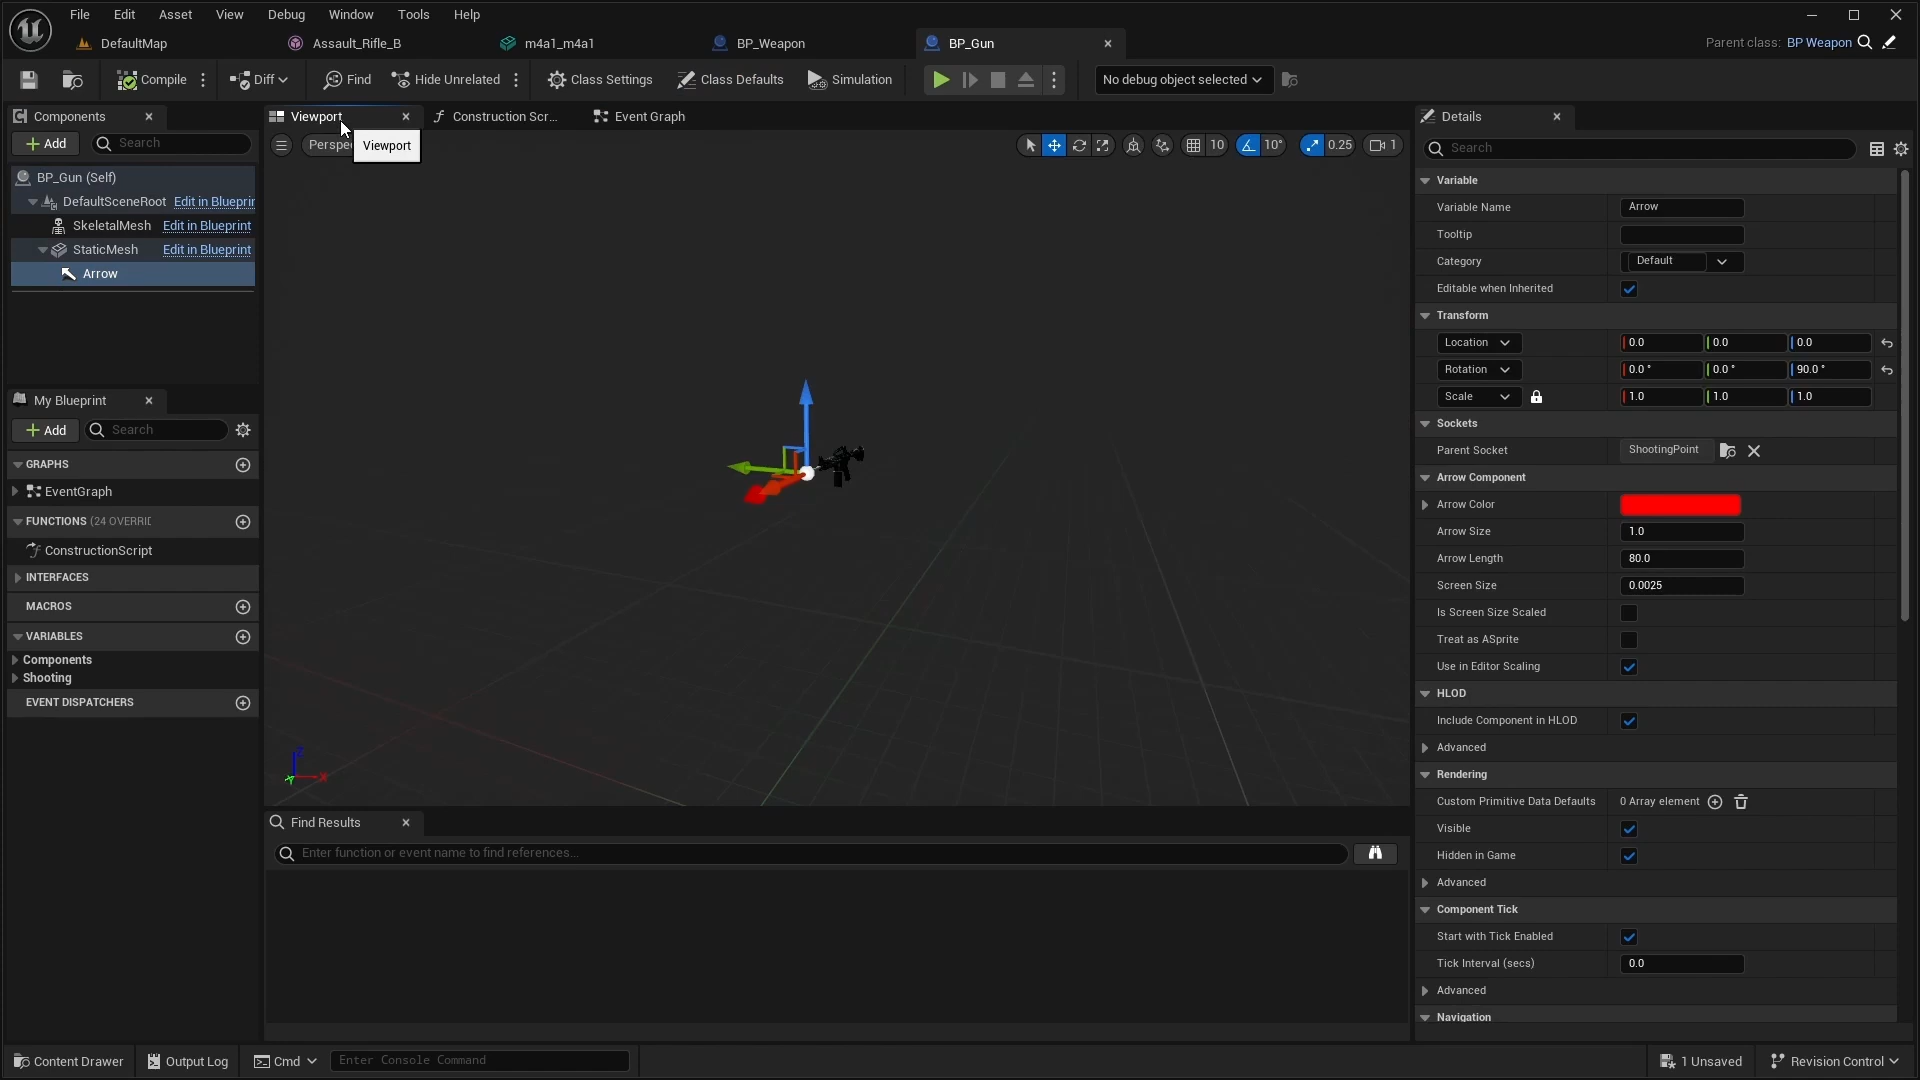 File Edit Asset View Debug Window Tools Help
DefaultMap Assault_Rifle_B m4a1_m4a1 BP_Weapon BP_Gun Parent class: BP Weapon
Compile Diff Find Hide Unrelated Class Settings Class Defaults Simulation No debug object selected
Components
Add Search
BP_Gun (Self)
DefaultSceneRoot Edit in Blueprin
SkeletalMesh Edit in Blueprint
StaticMesh Edit in Blueprint
Arrow
My Blueprint
Add Search
GRAPHS
EventGraph
FUNCTIONS (24 OVERRID
ConstructionScript
INTERFACES
MACROS
VARIABLES
Components
Shooting
EVENT DISPATCHERS
Viewport Construction Scr... Event Graph
Perspe Viewport 10 10° 0.25 1
Z
X
Y
Find Results
Enter function or event name to find references...
Details
Search
Variable
Variable Name Arrow
Tooltip
Category Default
Editable when Inherited
Transform
Location 0.0 0.0 0.0
Rotation 0.0 ° 0.0 ° 90.0 °
Scale 1.0 1.0 1.0
Sockets
Parent Socket ShootingPoint
Arrow Component
Arrow Color
Arrow Size 1.0
Arrow Length 80.0
Screen Size 0.0025
Is Screen Size Scaled
Treat as ASprite
Use in Editor Scaling
HLOD
Include Component in HLOD
Advanced
Rendering
Custom Primitive Data Defaults 0 Array element
Visible
Hidden in Game
Advanced
Component Tick
Start with Tick Enabled
Tick Interval (secs) 0.0
Advanced
Navigation
Content Drawer Output Log Cmd Enter Console Command 1 Unsaved Revision Control